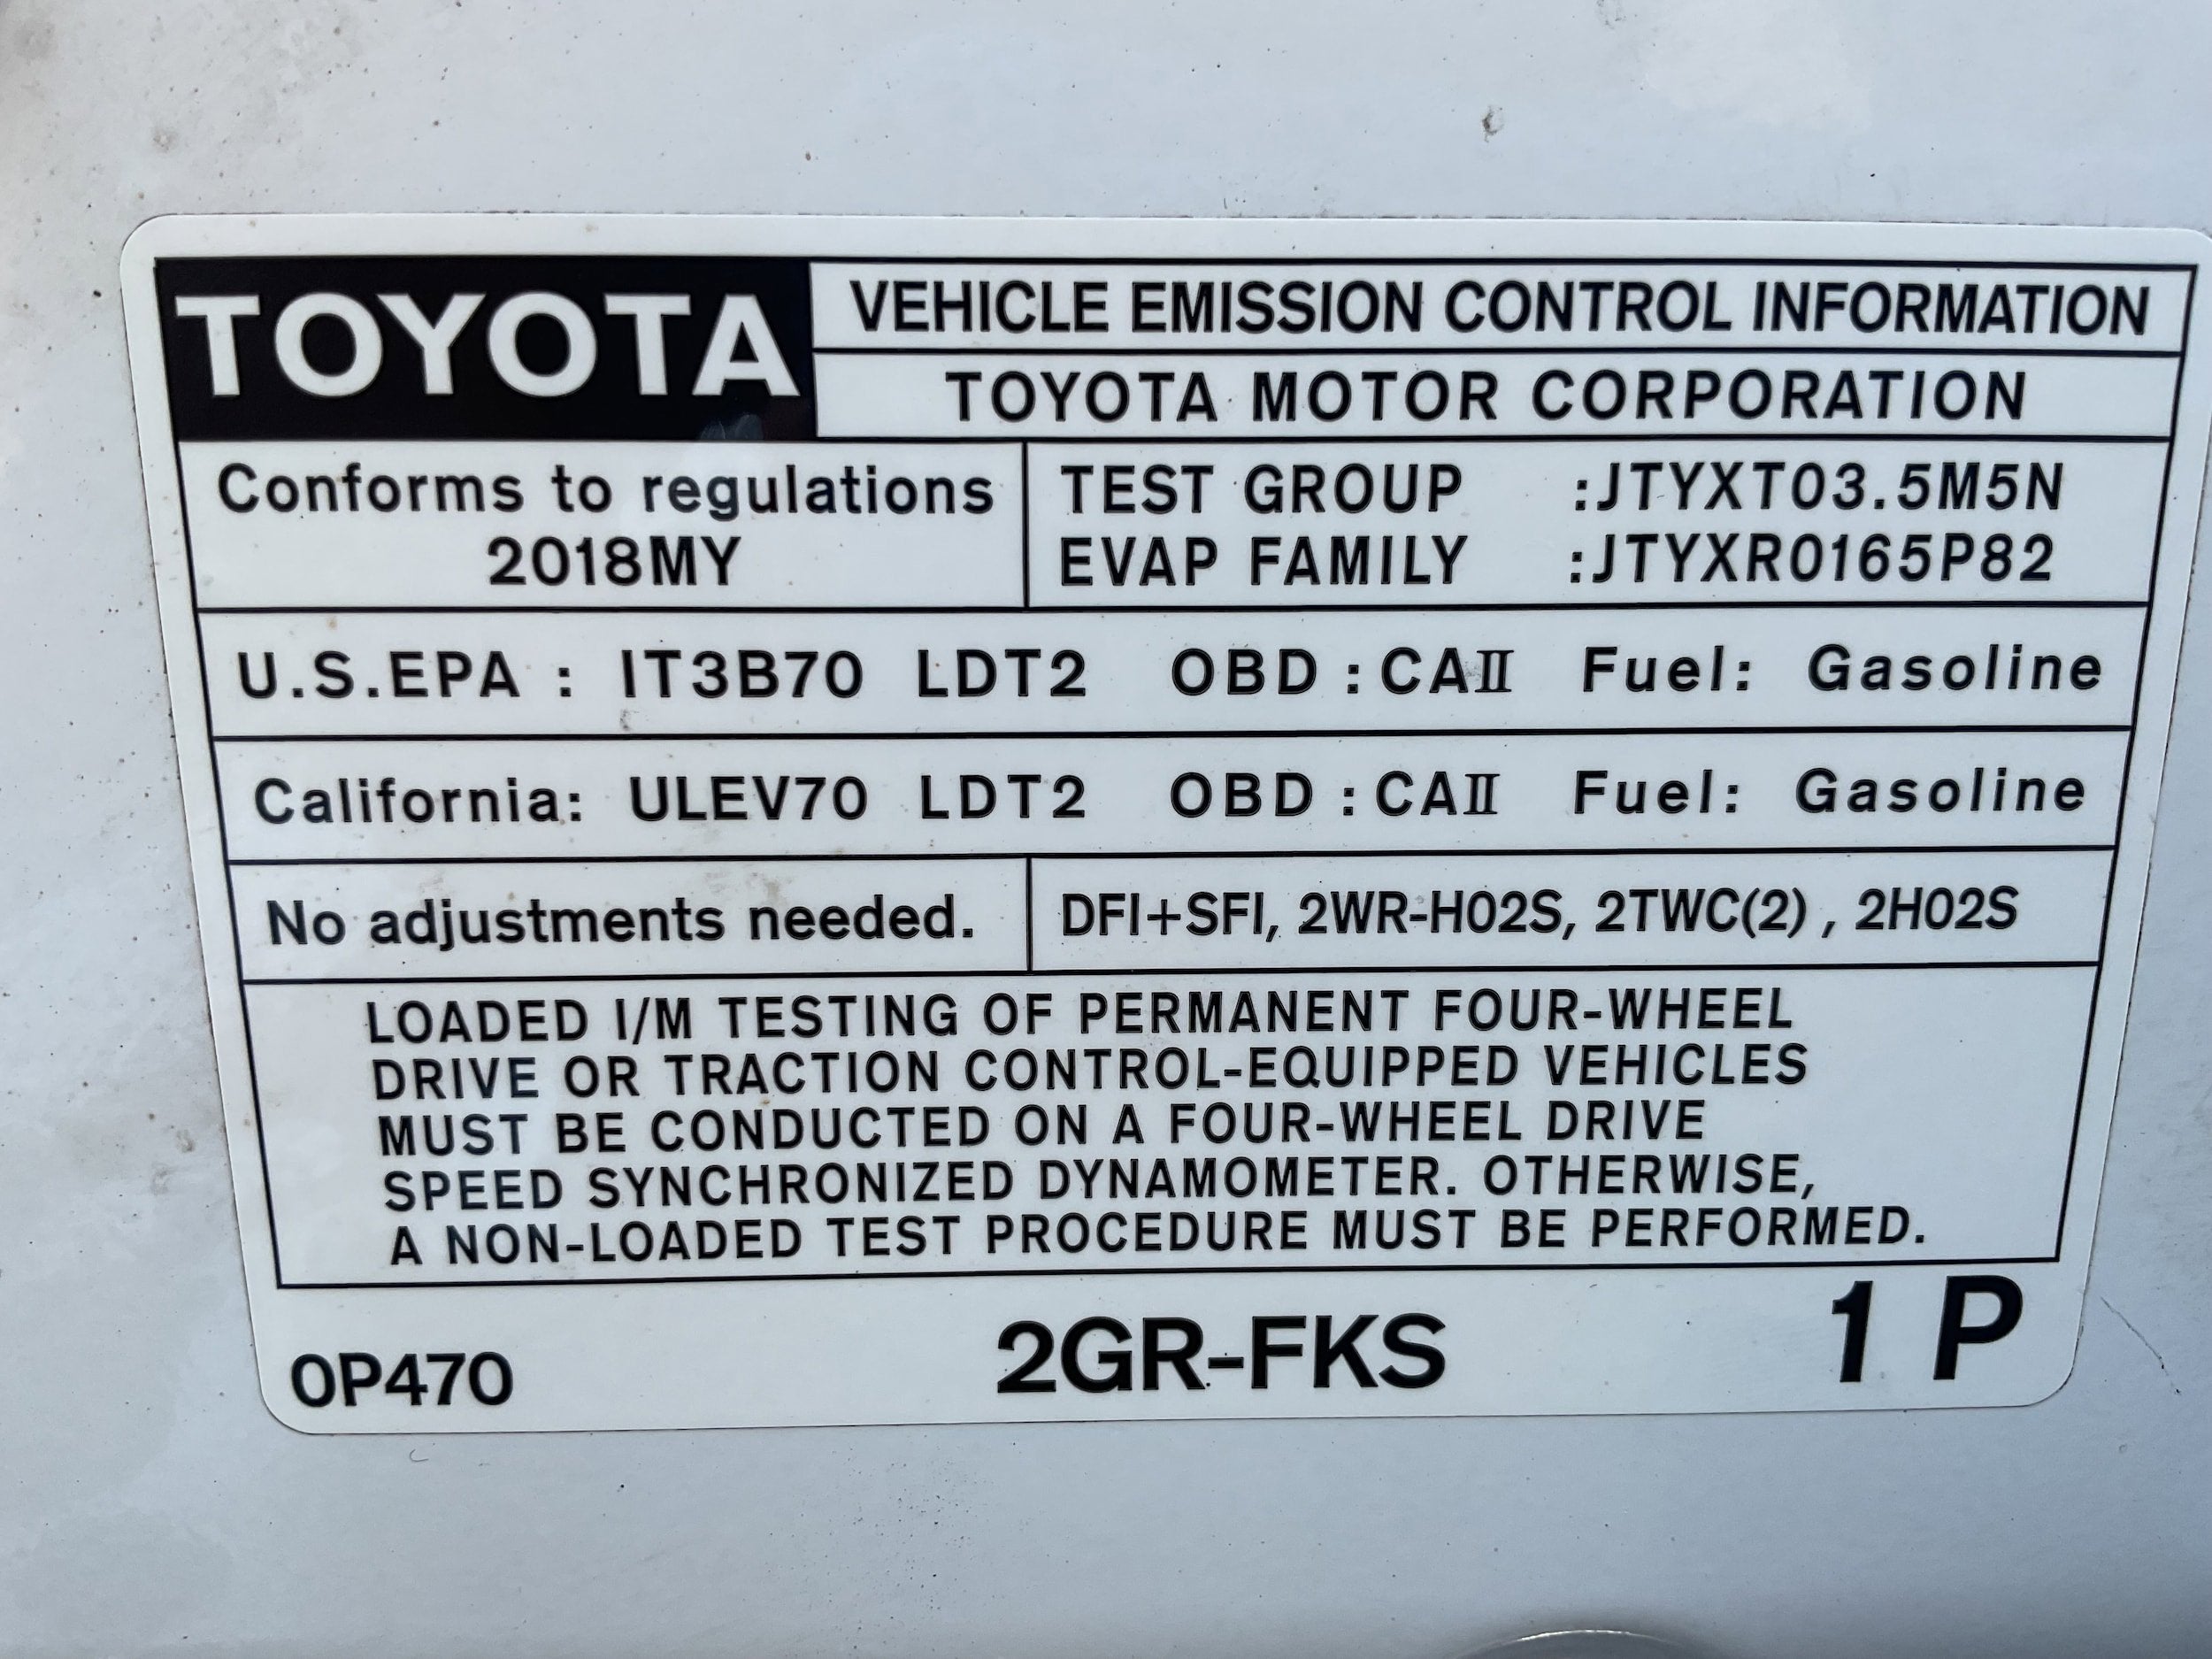 TOYOTA
VEHICLE EMISSION CONTROL INFORMATION
TOYOTA MOTOR CORPORATION
Conforms to regulations
2018MY
TEST GROUP :JTYXT03.5M5N
EVAP FAMILY :JTYXR0165P82
U.S.EPA : IT3B70 LDT2 OBD : CAⅡ Fuel: Gasoline
California: ULEV70 LDT2 OBD : CAⅡ Fuel: Gasoline
No adjustments needed.
DFI+SFI, 2WR-HO2S, 2TWC(2) , 2HO2S
LOADED I/M TESTING OF PERMANENT FOUR-WHEEL
DRIVE OR TRACTION CONTROL-EQUIPPED VEHICLES
MUST BE CONDUCTED ON A FOUR-WHEEL DRIVE
SPEED SYNCHRONIZED DYNAMOMETER. OTHERWISE,
A NON-LOADED TEST PROCEDURE MUST BE PERFORMED.
0P470
2GR-FKS
1 P